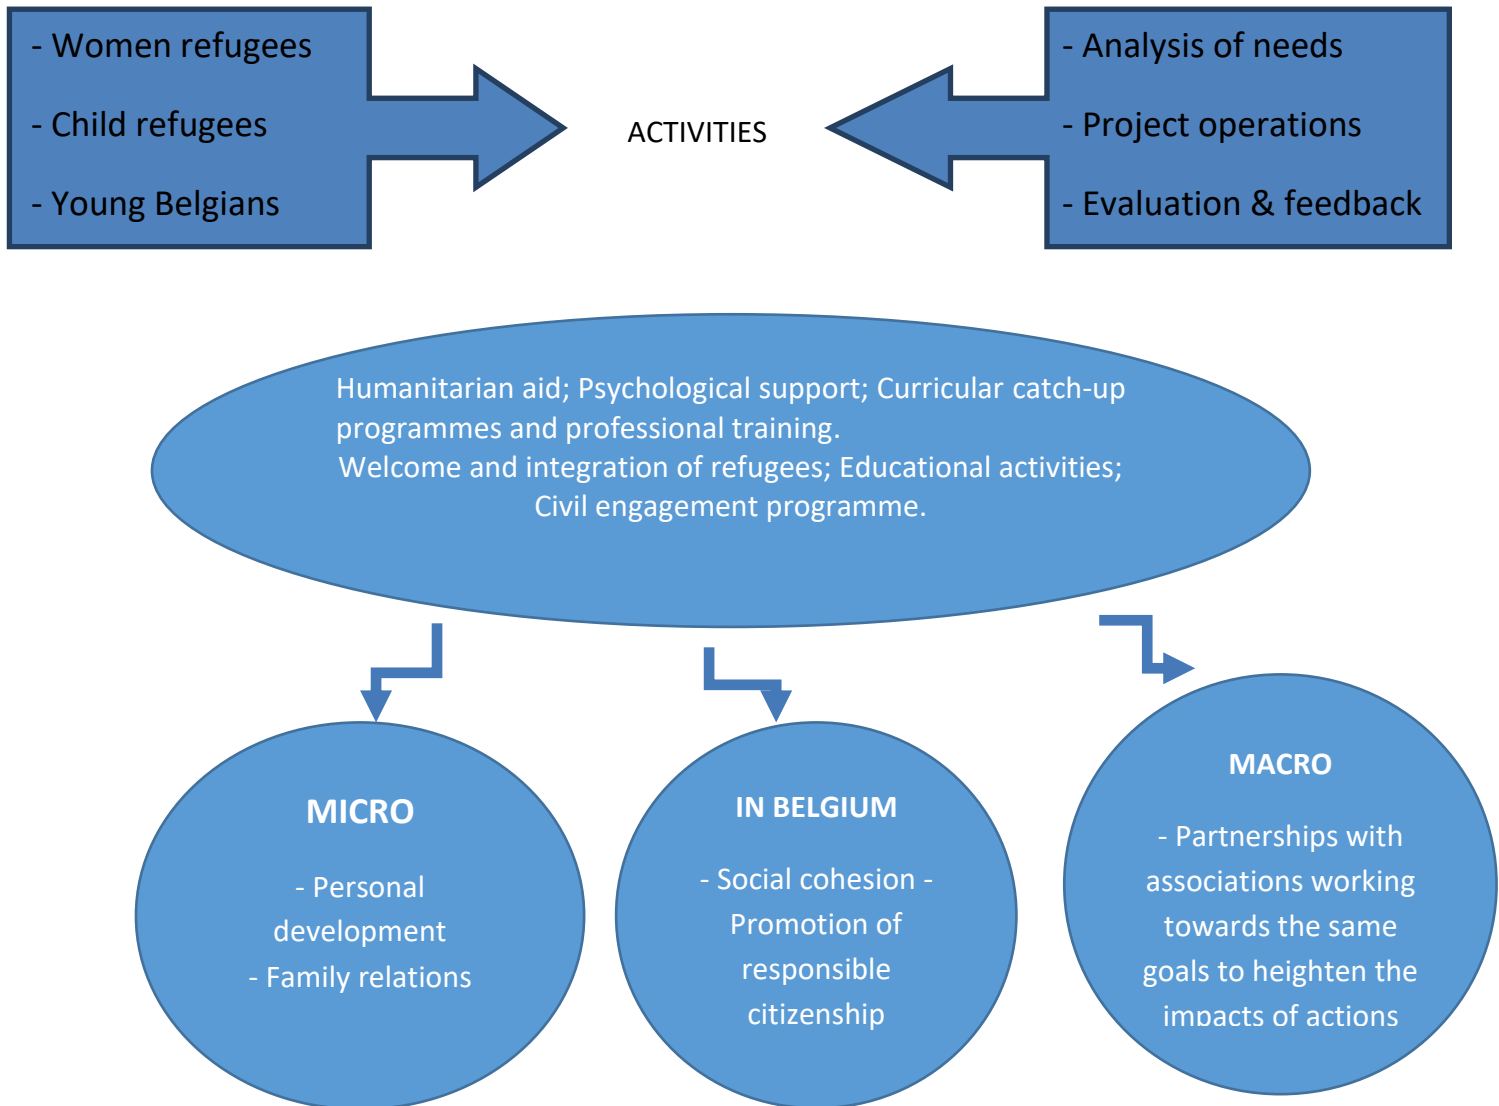 - Women refugees
- Child refugees
- Young Belgians
ACTIVITIES
- Analysis of needs
- Project operations
- Evaluation & feedback
Humanitarian aid; Psychological support; Curricular catch-up
programmes and professional training.
Welcome and integration of refugees; Educational activities;
Civil engagement programme.
MICRO
- Personal
development
- Family relations
IN BELGIUM
- Social cohesion -
Promotion of
responsible
citizenship
MACRO
- Partnerships with
associations working
towards the same
goals to heighten the
impacts of actions